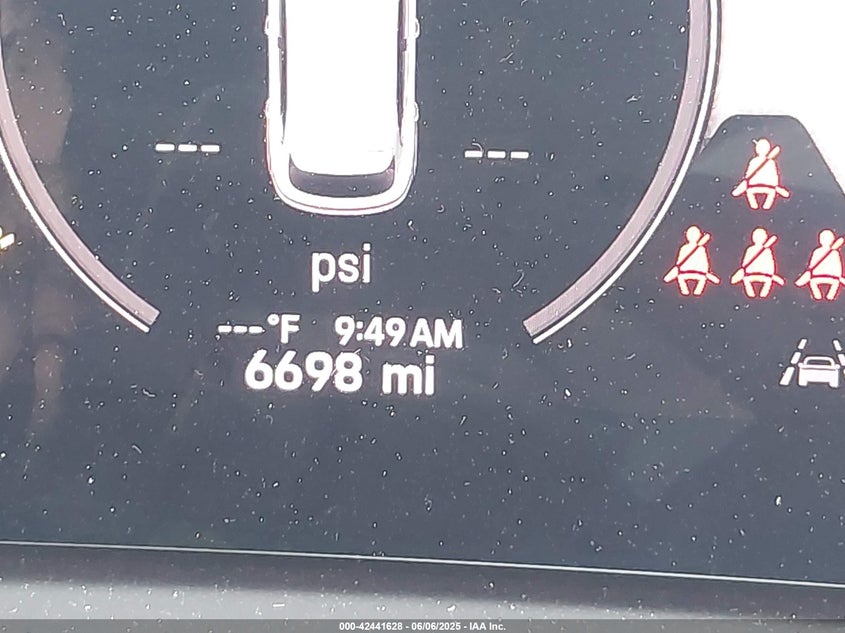 --- ---
psi
---°F 9:49 AM
6698 mi
000-42441628 - 06/06/2025 - IAA Inc.